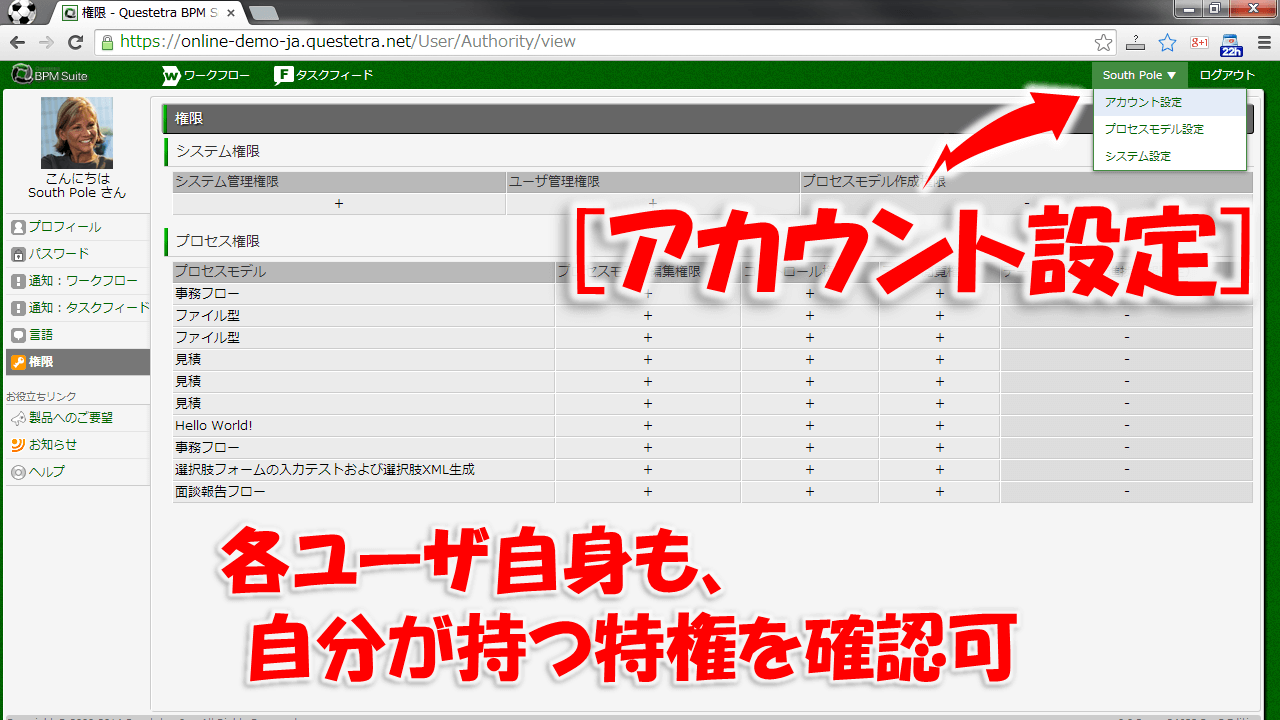 権限 - Questetra BPM S
https://online-demo-ja.questetra.net/User/Authority/view
22h
BPM Suite
ワークフロー
タスクフィード
South Pole ▼
ログアウト
アカウント設定
プロセスモデル設定
システム設定
こんにちは
South Pole さん
プロフィール
パスワード
通知：ワークフロー
通知：タスクフィード
言語
権限
お役立ちリンク
製品へのご要望
お知らせ
ヘルプ
権限
システム権限
システム管理権限 ユーザ管理権限 プロセスモデル作成権限
+ + -
[アカウント設定]
プロセス権限
プロセスモデル
事務フロー + + +
ファイル型 + + + -
ファイル型 + + + -
見積 + + + -
見積 + + + -
見積 + + + -
Hello World! + + + -
事務フロー + + + -
選択肢フォームの入力テストおよび選択肢XML生成 + + + -
面談報告フロー + + + -
各ユーザ自身も、
自分が持つ特権を確認可